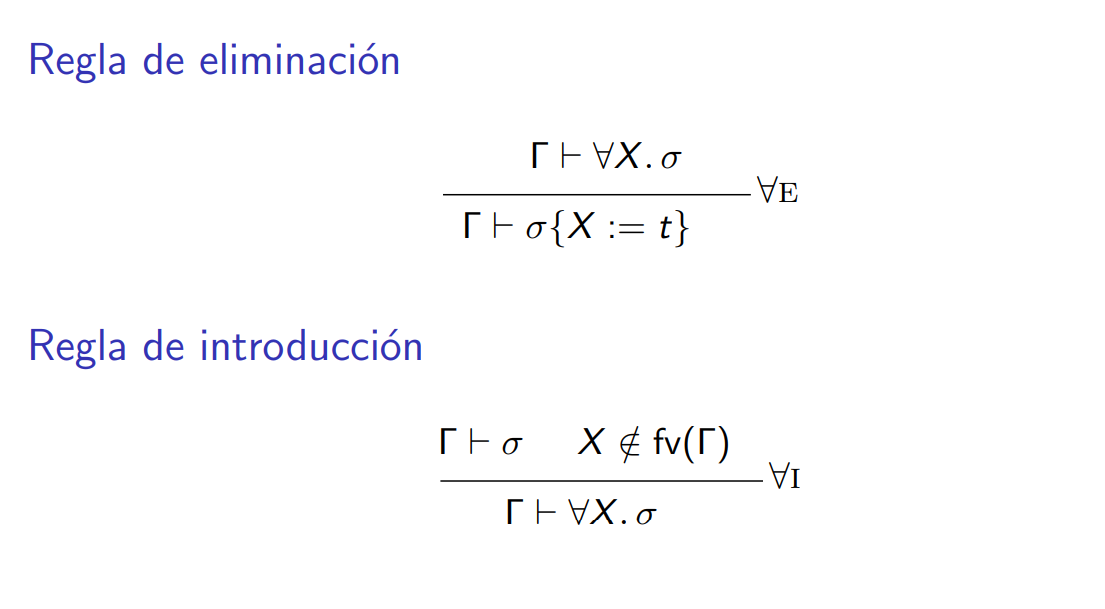 Regla de eliminación
Γ ⊢ ∀X. σ
∀E
Γ ⊢ σ{X := t}
Regla de introducción
Γ ⊢ σ X ∉ fv(Γ)
∀I
Γ ⊢ ∀X. σ